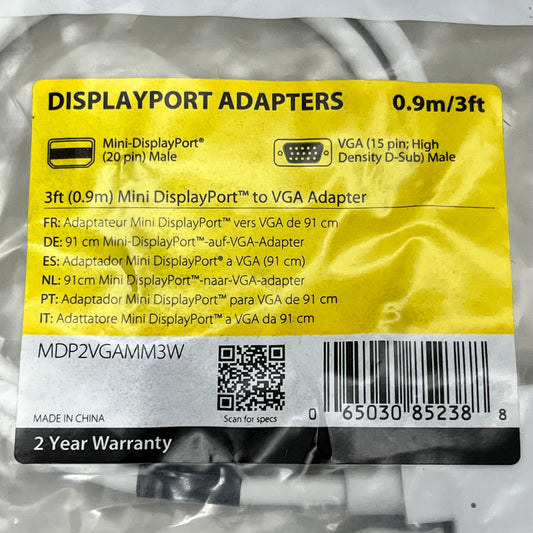 DISPLAYPORT ADAPTERS 0.9m/3ft
Mini-DisplayPort®
(20 pin) Male
VGA (15 pin; High
Density D-Sub) Male
3ft (0.9m) Mini DisplayPort™ to VGA Adapter
FR: Adaptateur Mini DisplayPort™ vers VGA de 91 cm
DE: 91 cm Mini-DisplayPort™-auf-VGA-Adapter
ES: Adaptador Mini DisplayPort® a VGA (91 cm)
NL: 91cm Mini DisplayPort™-naar-VGA-adapter
PT: Adaptador Mini DisplayPort™ para VGA de 91 cm
IT: Adattatore Mini DisplayPort™ a VGA da 91 cm
MDP2VGAMM3W
MADE IN CHINA
Scan for specs
0 65030 85238 8
2 Year Warranty